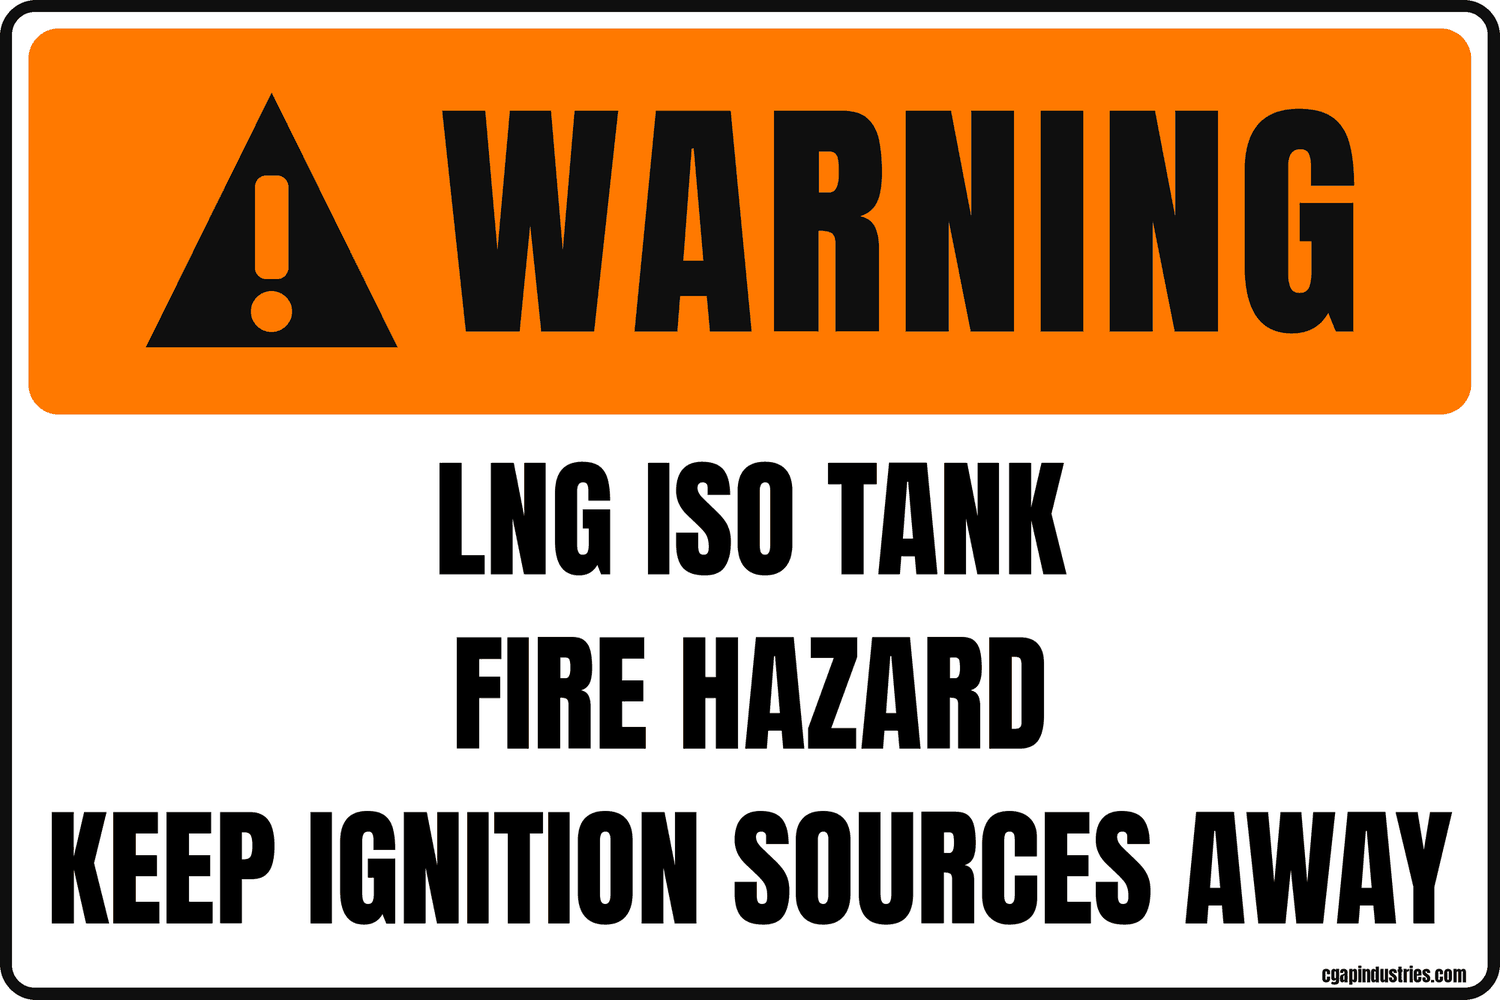 WARNING
LNG ISO TANK
FIRE HAZARD
KEEP IGNITION SOURCES AWAY
cgapindustries.com